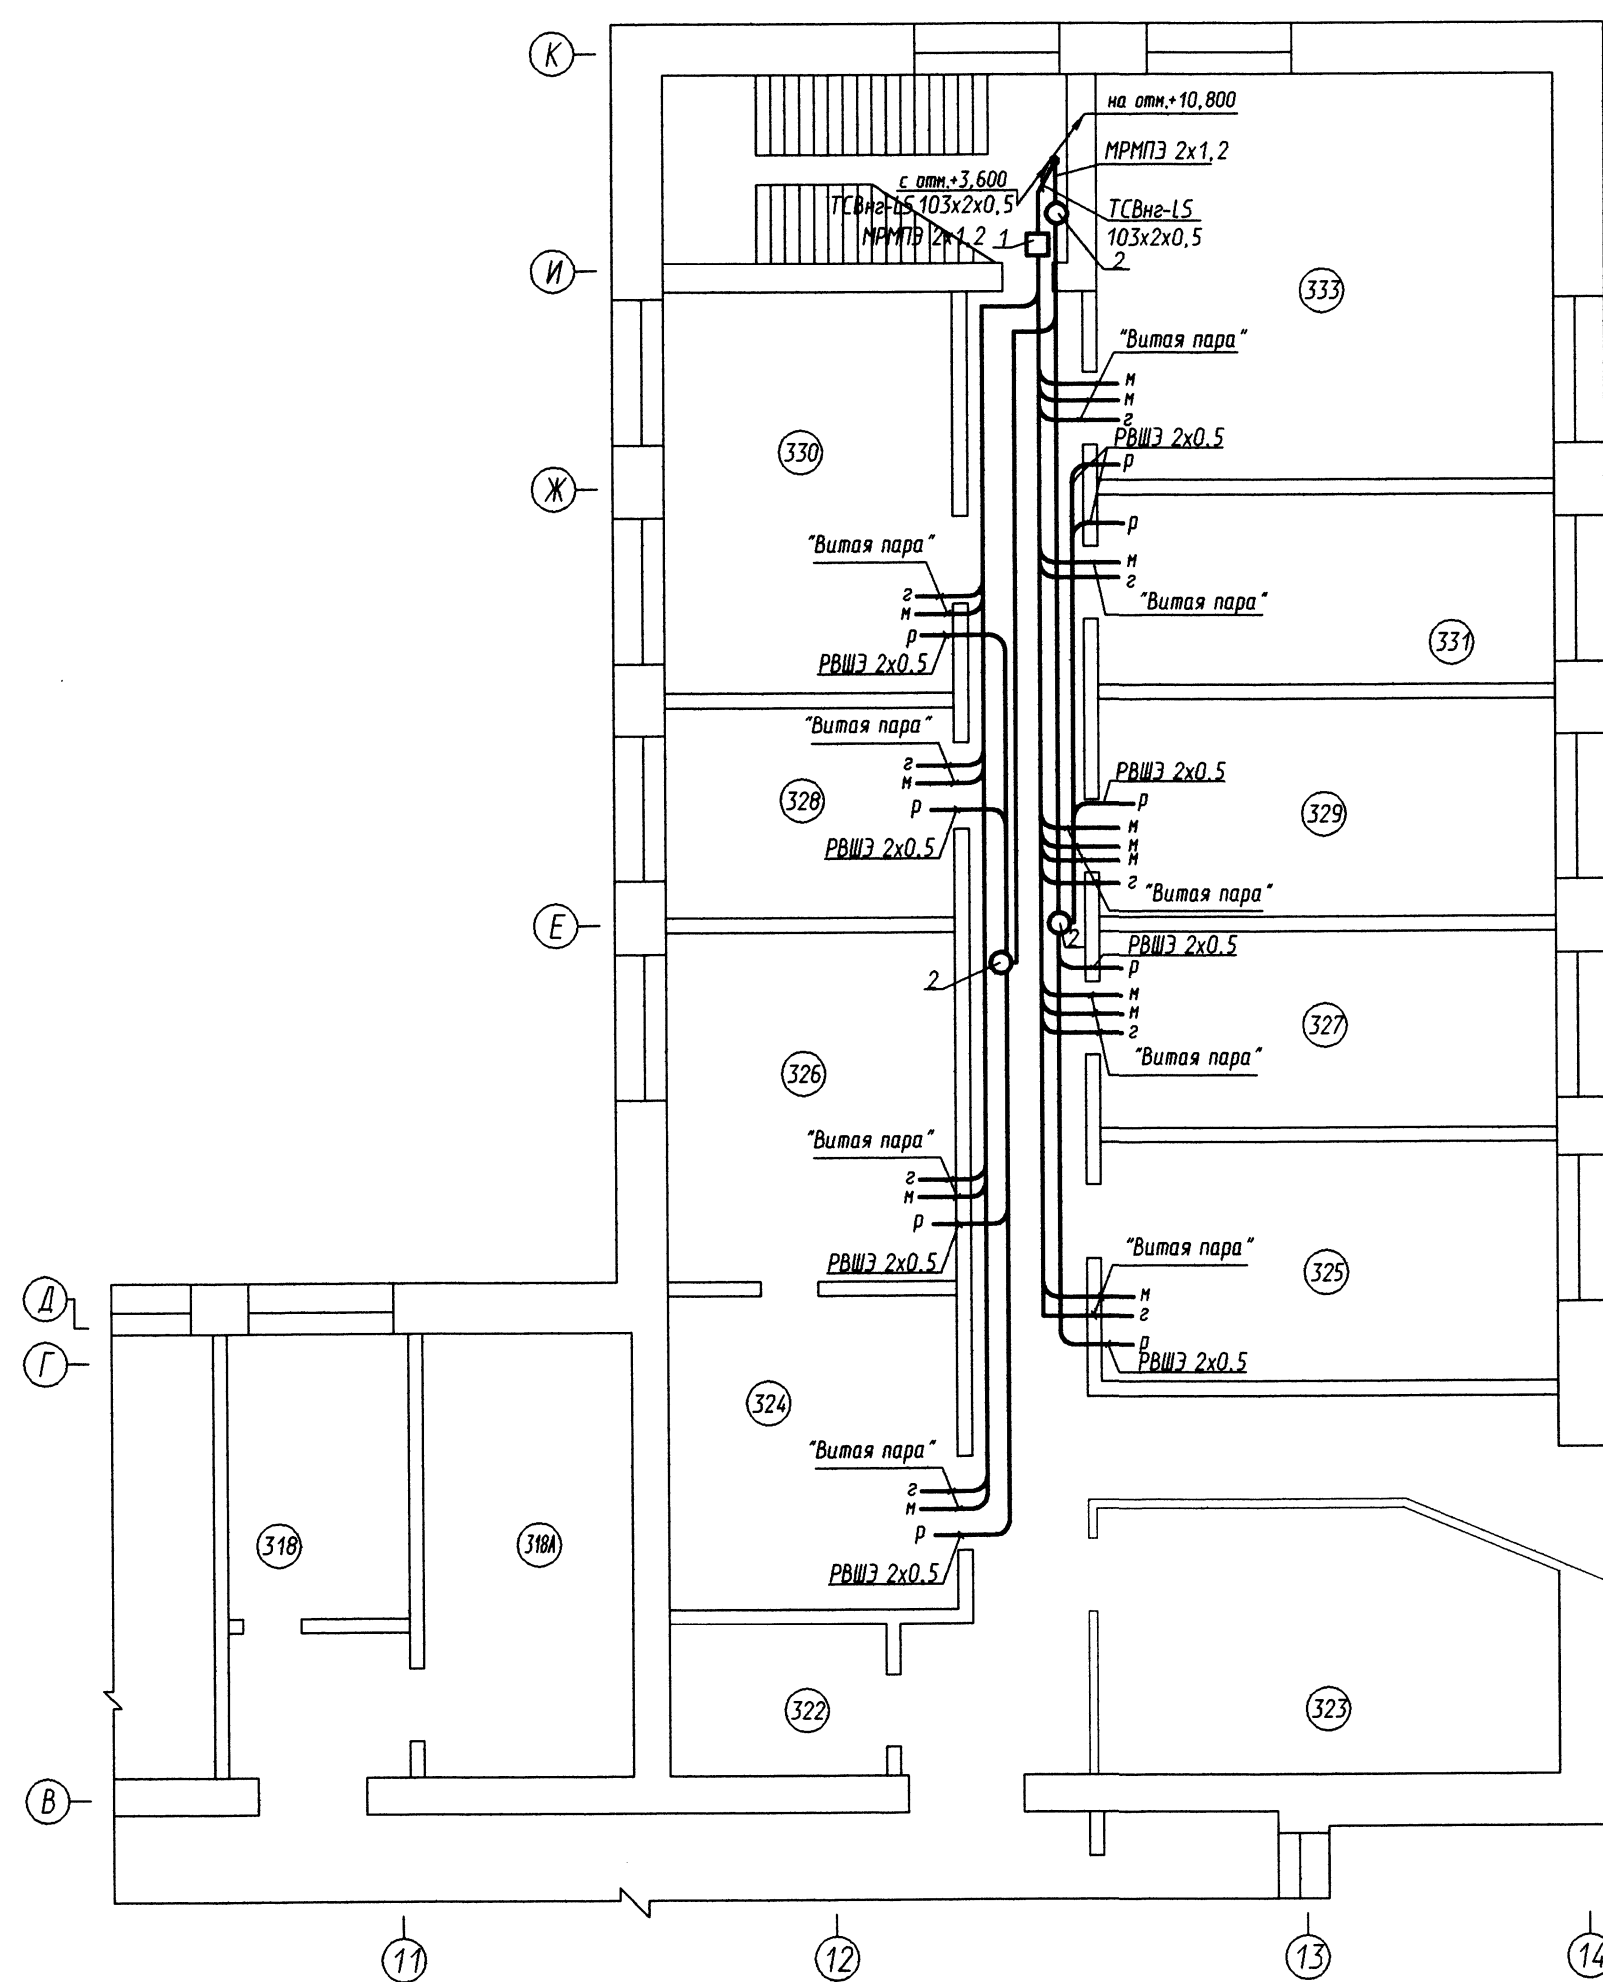 К
на отм.+10,800
МРМПЭ 2х1,2
с отм.+3,600
ТСВнг-LS 103х2х0,5
ТСВнг-LS
103х2х0,5
МРМПЭ 2х1,2
1
2
И
333
"Витая пара"
м
м
г
РВШЭ 2х0,5
р
330
Ж
р
"Витая пара"
м
г
"Витая пара"
г
м
р
331
РВШЭ 2х0,5
"Витая пара"
г
м
РВШЭ 2х0,5
р
328
р
329
м
м
м
РВШЭ 2х0,5
г
"Витая пара"
Е
2
РВШЭ 2х0,5
р
2
м
м
г
327
"Витая пара"
326
"Витая пара"
г
м
р
РВШЭ 2х0,5
"Витая пара"
325
Д
м
г
р
РВШЭ 2х0,5
Г
324
"Витая пара"
г
м
р
РВШЭ 2х0,5
318
318А
322
323
В
11
12
13
14